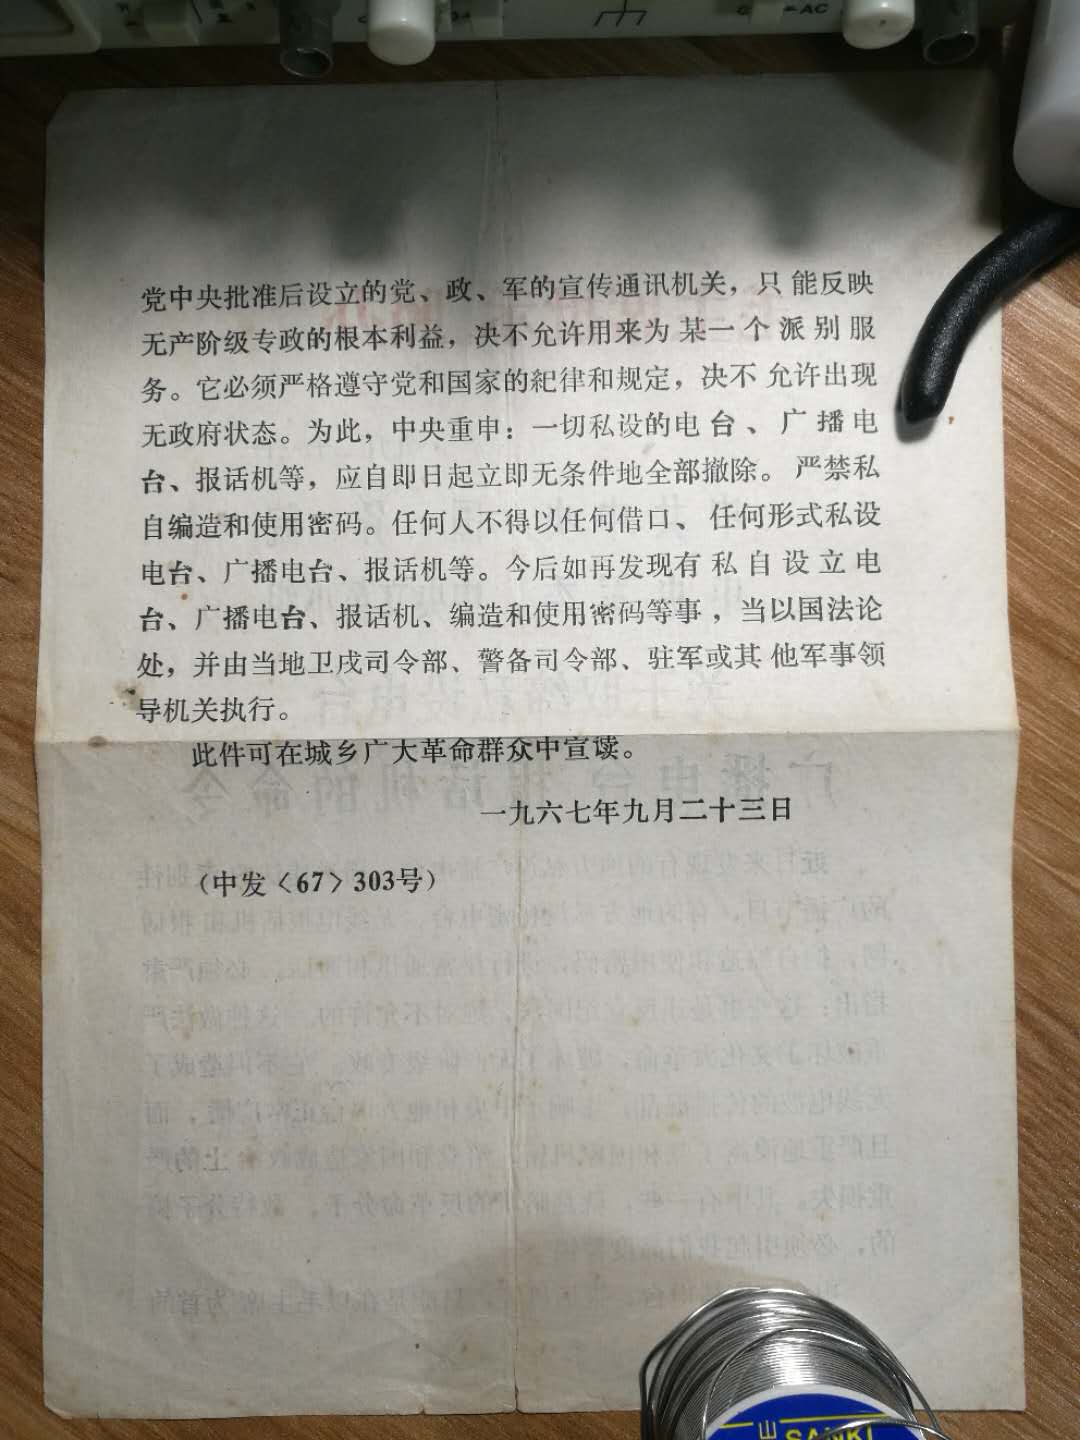 AC
党中央批准后设立的党、政、军的宣传通讯机关，只能反映
无产阶级专政的根本利益，决不允许用来为某一个派别服
务。它必须严格遵守党和国家的纪律和规定，决不允许出现
无政府状态。为此，中央重申：一切私设的电台、广播电
台、报话机等，应自即日起立即无条件地全部撤除。严禁私
自编造和使用密码。任何人不得以任何借口、任何形式私设
电台、广播电台、报话机等。今后如再发现有私自设立电
台、广播电台、报话机、编造和使用密码等事，当以国法论
处，并由当地卫戍司令部、警备司令部、驻军或其他军事领
导机关执行。
此件可在城乡广大革命群众中宣读。
一九六七年九月二十三日
（中发〈67〉303号）
山
SANKI